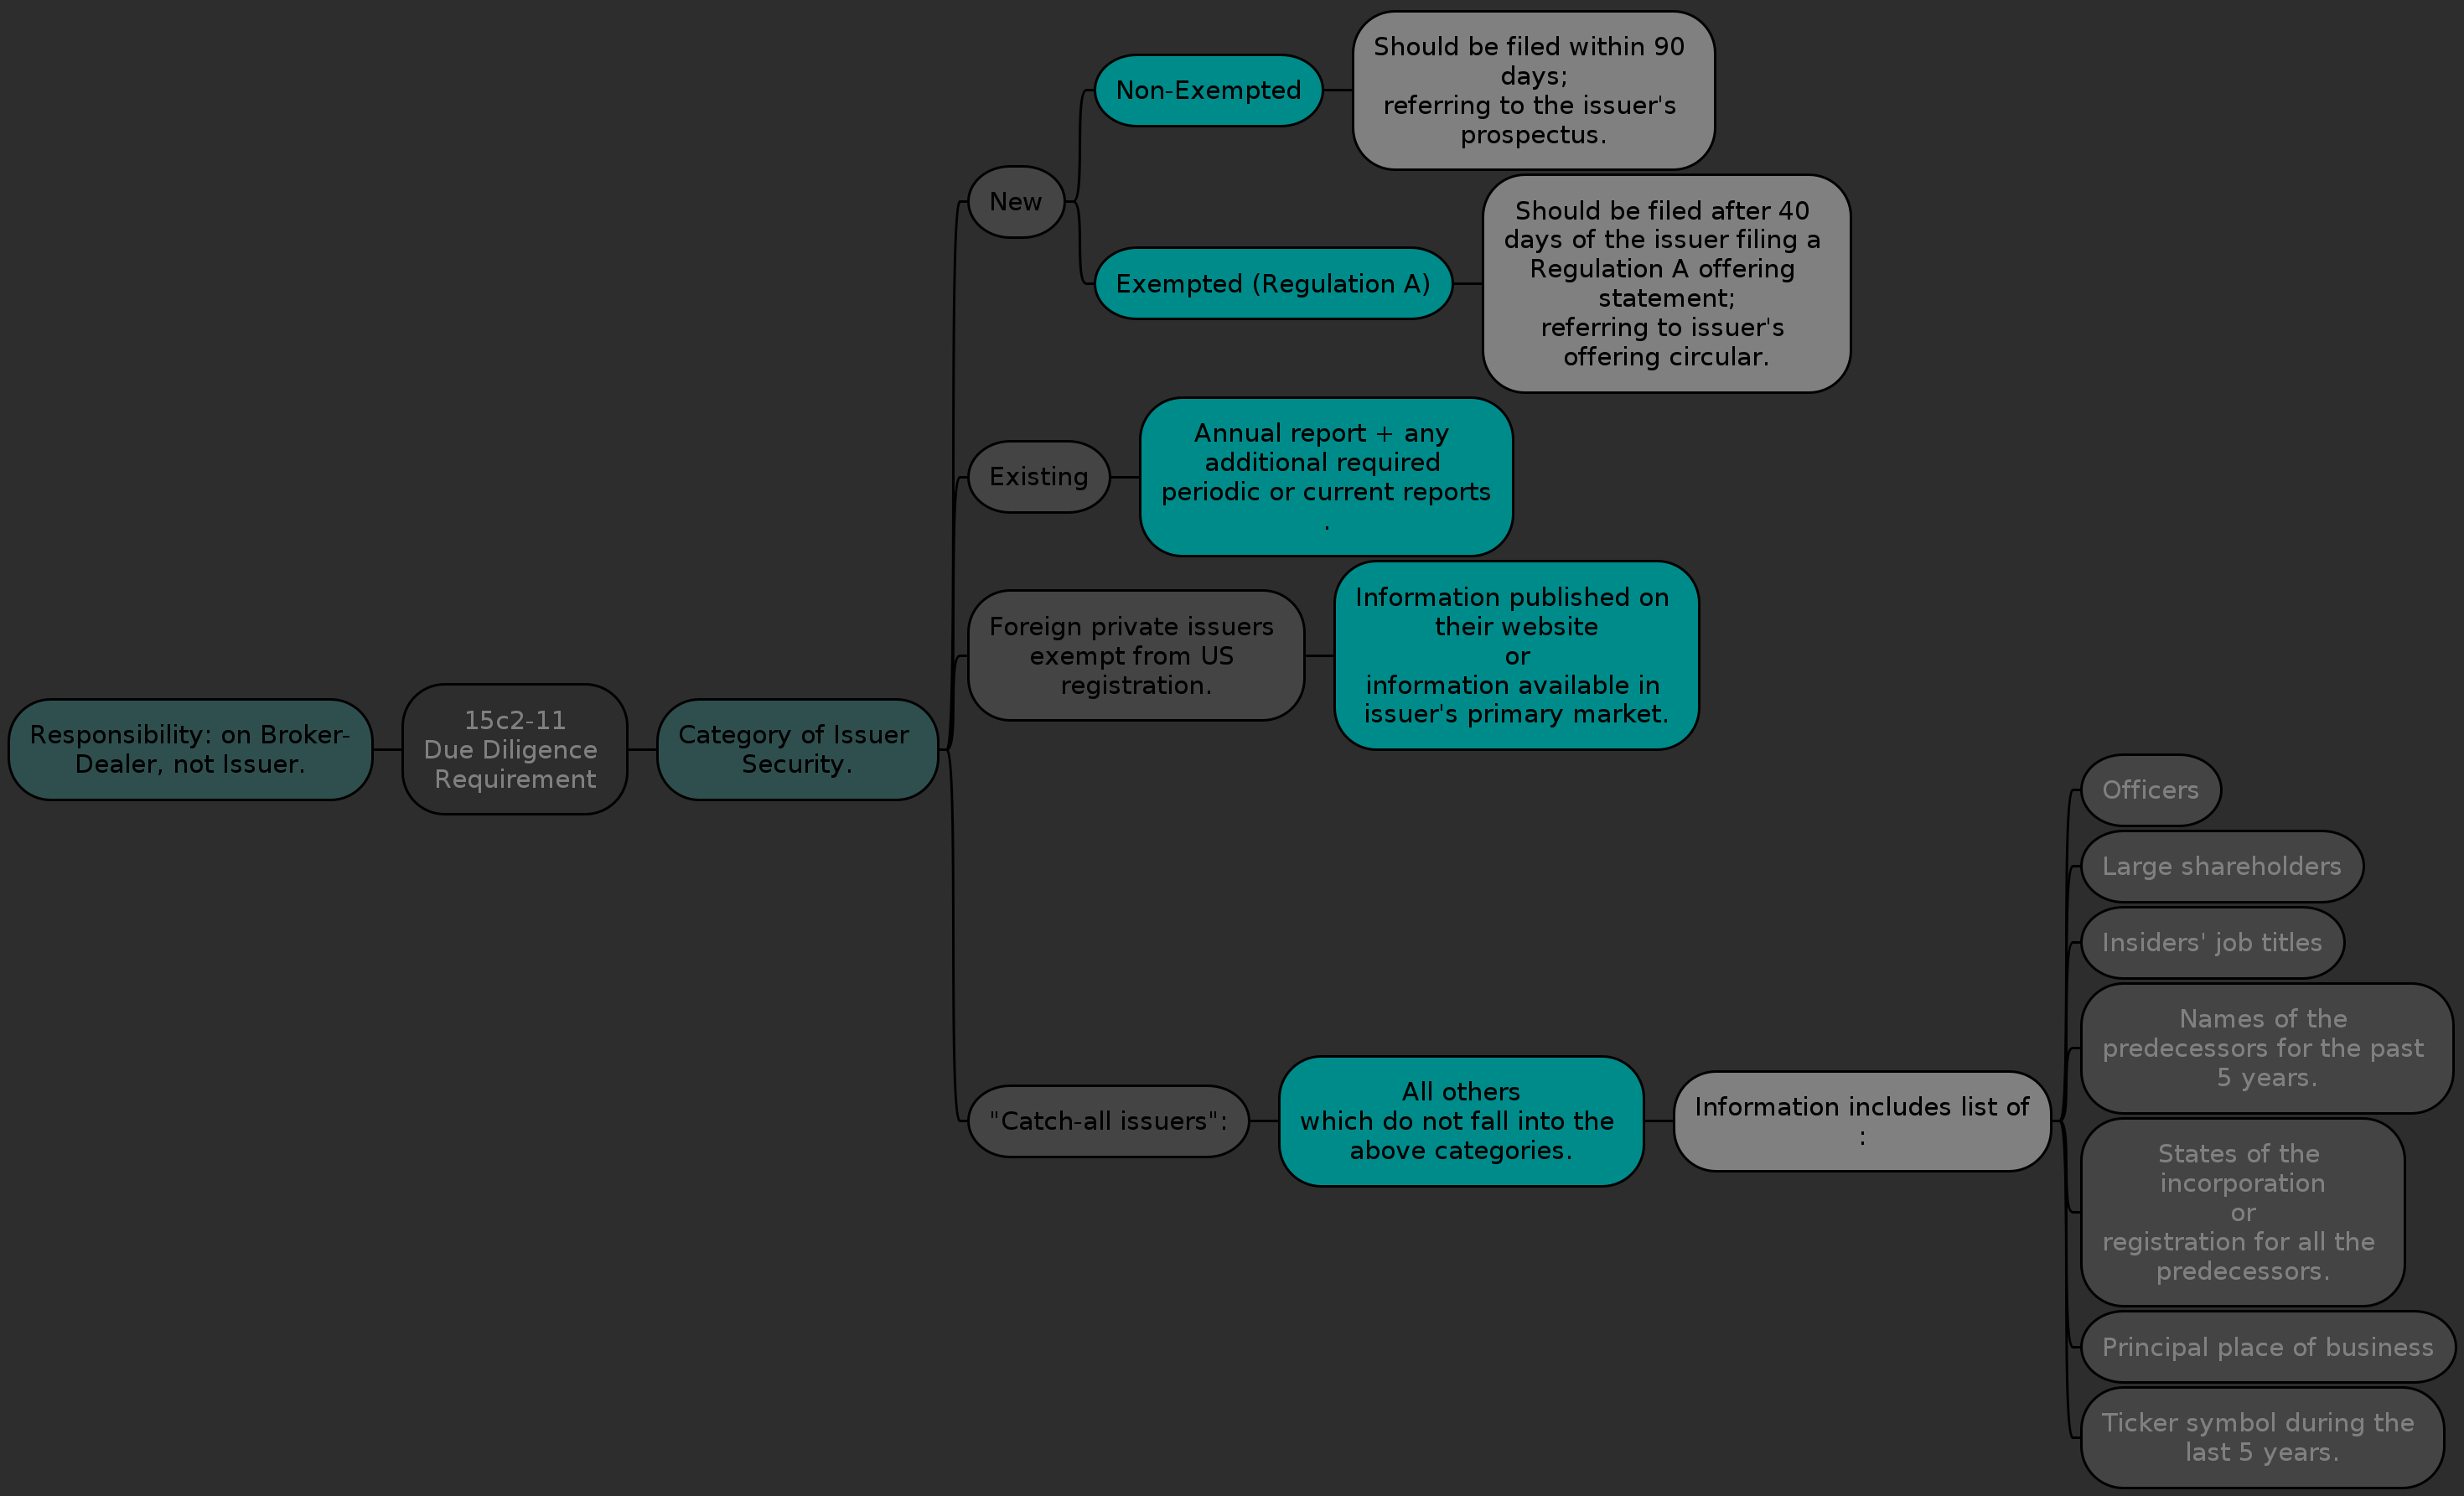 Responsibility: on Broker-
Dealer, not Issuer.
15c2-11
Due Diligence
Requirement
Category of Issuer
Security.
New
Non-Exempted
Should be filed within 90
days;
referring to the issuer's
prospectus.
Exempted (Regulation A)
Should be filed after 40
days of the issuer filing a
Regulation A offering
statement;
referring to issuer's
offering circular.
Existing
Annual report + any
additional required
periodic or current reports
.
Foreign private issuers
exempt from US
registration.
Information published on
their website
or
information available in
issuer's primary market.
"Catch-all issuers":
All others
which do not fall into the
above categories.
Information includes list of
:
Officers
Large shareholders
Insiders' job titles
Names of the
predecessors for the past
5 years.
States of the
incorporation
or
registration for all the
predecessors.
Principal place of business
Ticker symbol during the
last 5 years.